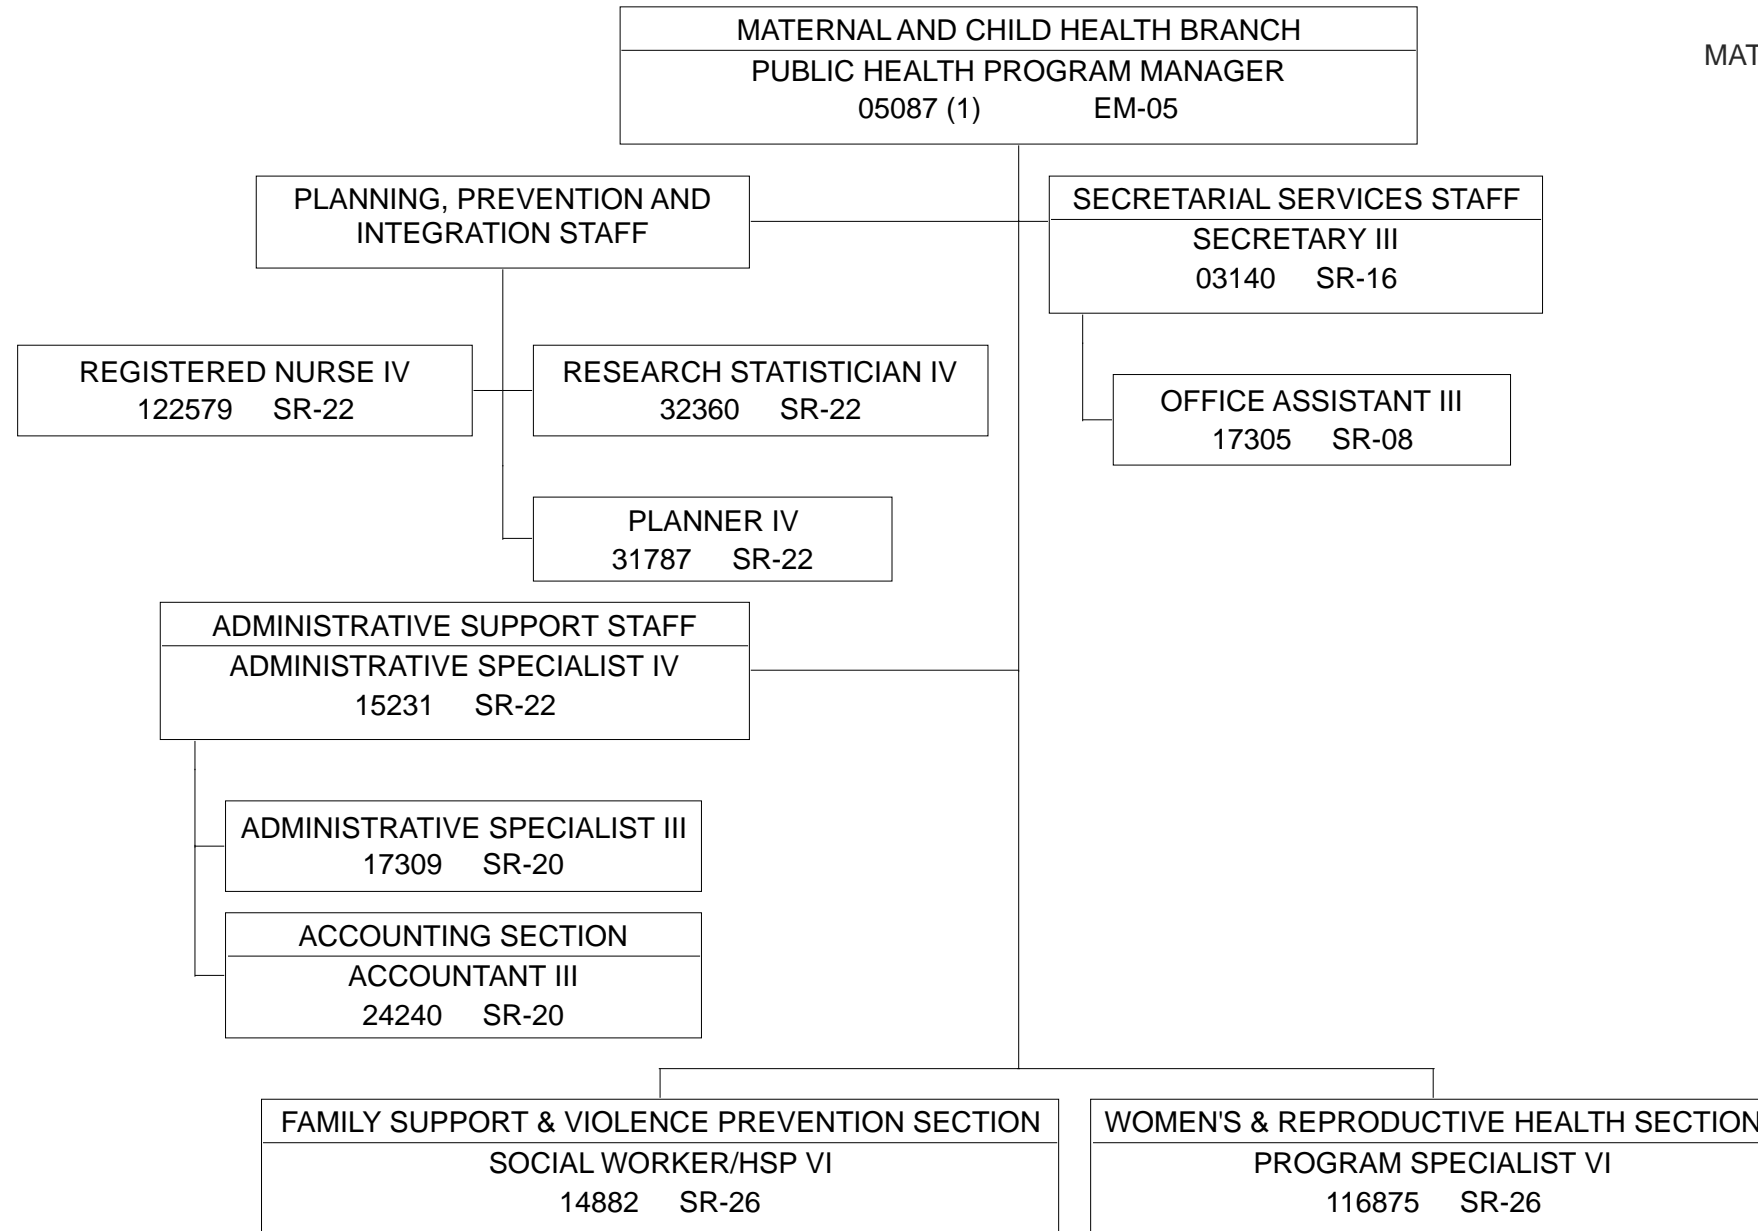 MATERNAL AND CHILD HEALTH BRANCH
PUBLIC HEALTH PROGRAM MANAGER
05087 (1) EM-05
MAT
PLANNING, PREVENTION AND
INTEGRATION STAFF
SECRETARIAL SERVICES STAFF
SECRETARY III
03140 SR-16
REGISTERED NURSE IV
122579 SR-22
RESEARCH STATISTICIAN IV
32360 SR-22
OFFICE ASSISTANT III
17305 SR-08
PLANNER IV
31787 SR-22
ADMINISTRATIVE SUPPORT STAFF
ADMINISTRATIVE SPECIALIST IV
15231 SR-22
ADMINISTRATIVE SPECIALIST III
17309 SR-20
ACCOUNTING SECTION
ACCOUNTANT III
24240 SR-20
FAMILY SUPPORT & VIOLENCE PREVENTION SECTION
SOCIAL WORKER/HSP VI
14882 SR-26
WOMEN'S & REPRODUCTIVE HEALTH SECTION
PROGRAM SPECIALIST VI
116875 SR-26